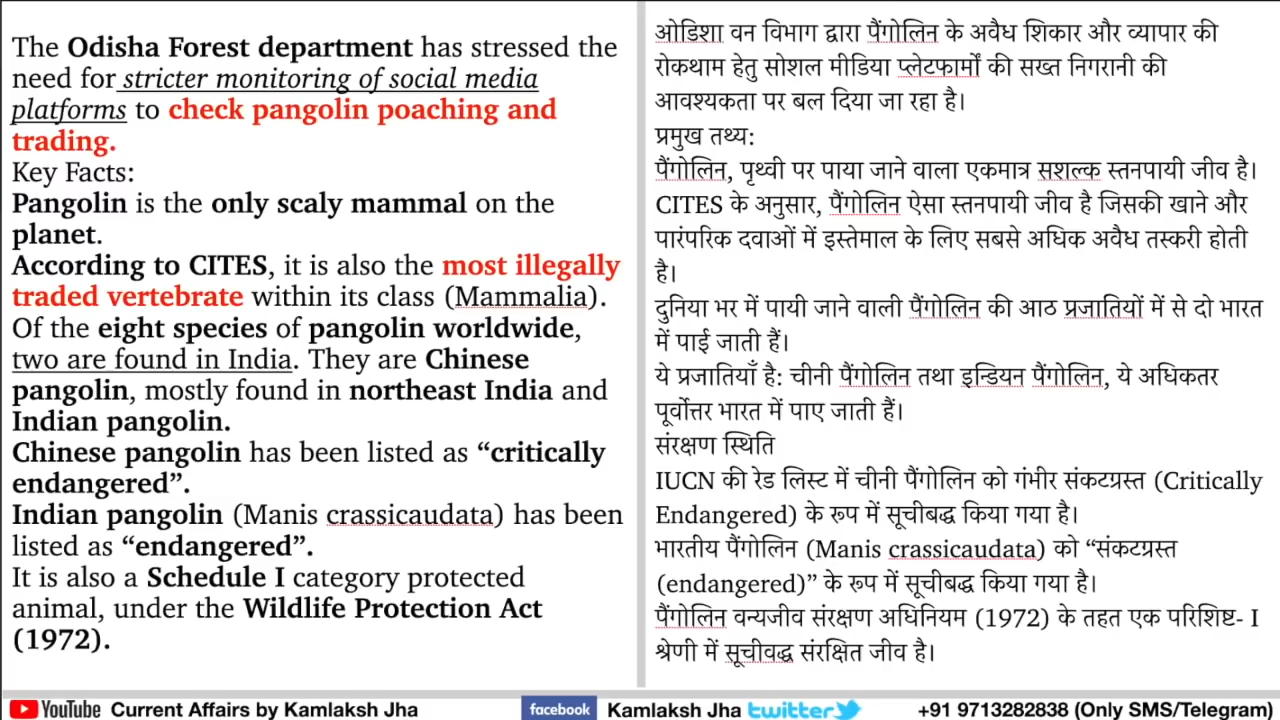 The Odisha Forest department has stressed the
need for stricter monitoring of social media
platforms to check pangolin poaching and
trading.
Key Facts:
Pangolin is the only scaly mammal on the
planet.
According to CITES, it is also the most illegally
traded vertebrate within its class (Mammalia).
Of the eight species of pangolin worldwide,
two are found in India. They are Chinese
pangolin, mostly found in northeast India and
Indian pangolin.
Chinese pangolin has been listed as “critically
endangered”.
Indian pangolin (Manis crassicaudata) has been
listed as “endangered”.
It is also a Schedule I category protected
animal, under the Wildlife Protection Act
(1972).
ओडिशा वन विभाग द्वारा पैंगोलिन के अवैध शिकार और व्यापार की
रोकथाम हेतु सोशल मीडिया प्लेटफार्मों की सख्त निगरानी की
आवश्यकता पर बल दिया जा रहा है।
प्रमुख तथ्य:
पैंगोलिन, पृथ्वी पर पाया जाने वाला एकमात्र सशल्क स्तनपायी जीव है।
CITES के अनुसार, पैंगोलिन ऐसा स्तनपायी जीव है जिसकी खाने और
पारंपरिक दवाओं में इस्तेमाल के लिए सबसे अधिक अवैध तस्करी होती
है।
दुनिया भर में पायी जाने वाली पैंगोलिन की आठ प्रजातियों में से दो भारत
में पाई जाती हैं।
ये प्रजातियाँ है: चीनी पैंगोलिन तथा इन्डियन पैंगोलिन, ये अधिकतर
पूर्वोत्तर भारत में पाए जाती हैं।
संरक्षण स्थिति
IUCN की रेड लिस्ट में चीनी पैंगोलिन को गंभीर संकटग्रस्त (Critically
Endangered) के रूप में सूचीबद्ध किया गया है।
भारतीय पैंगोलिन (Manis crassicaudata) को “संकटग्रस्त
(endangered)” के रूप में सूचीबद्ध किया गया है।
पैंगोलिन वन्यजीव संरक्षण अधिनियम (1972) के तहत एक परिशिष्ट- I
श्रेणी में सूचीवद्ध संरक्षित जीव है।
YouTube Current Affairs by Kamlaksh Jha facebook Kamlaksh Jha twitter +91 9713282838 (Only SMS/Telegram)